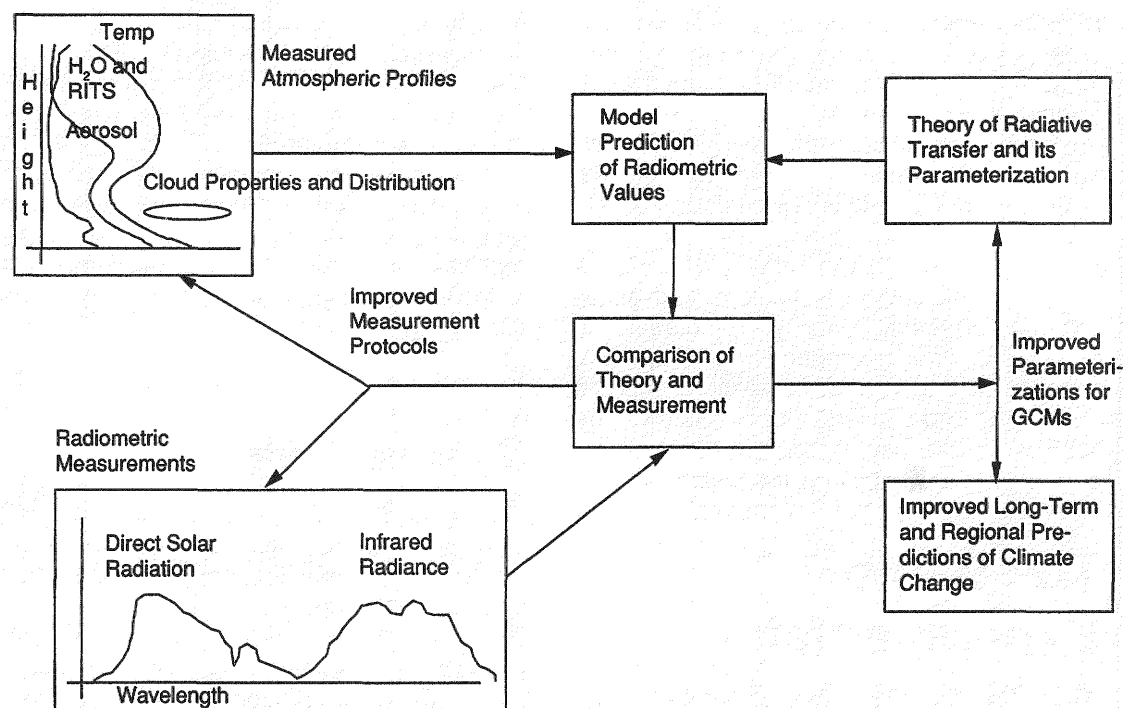 Temp
H2O and
RITS
Aerosol
Height
Cloud Properties and Distribution
Measured
Atmospheric Profiles
Model
Prediction
of Radiometric
Values
Theory of Radiative
Transfer and its
Parameterization
Improved
Measurement
Protocols
Comparison of
Theory and
Measurement
Improved
Parameteri-
zations for
GCMs
Radiometric
Measurements
Direct Solar
Radiation
Infrared
Radiance
Wavelength
Improved Long-Term
and Regional Pre-
dictions of Climate
Change